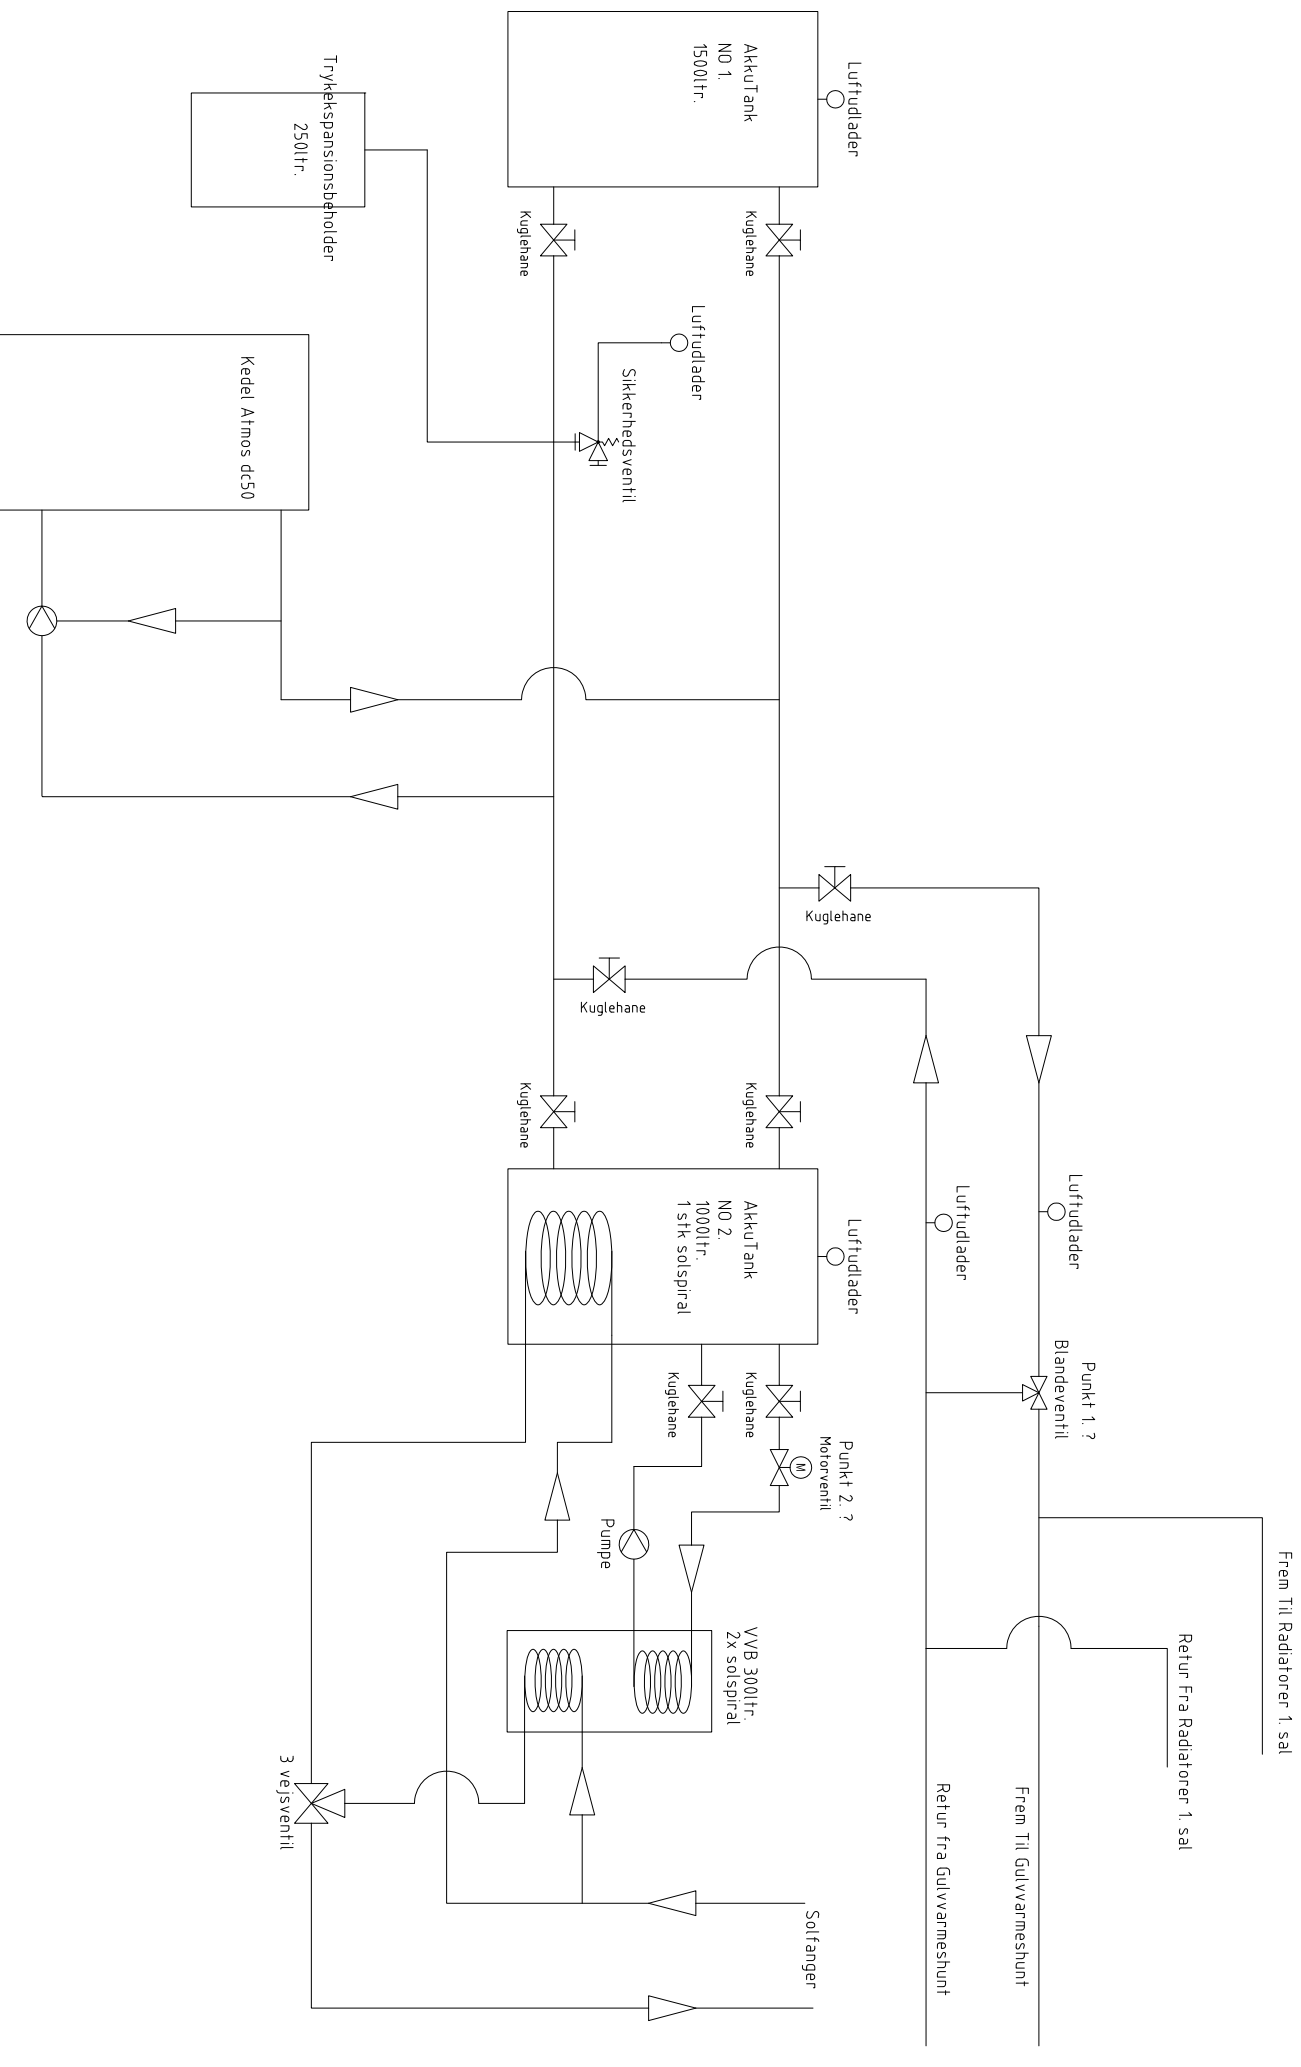 Frem Til Radiatorer 1. sal
Retur Fra Radiatorer 1. sal
Luftudlader
Punkt 1. ?
Blandeventil
Frem Til Gulvvarmeshunt
Luftudlader
Retur fra Gulvvarmeshunt
Luftudlader
Kuglehane
Luftudlader
Punkt 2. ?
Motorventil
M
Solfanger
AkkuTank
NO 1.
1500ltr.
Kuglehane
Kuglehane
AkkuTank
NO 2.
1000ltr.
1 stk solspiral
Kuglehane
VVB 300ltr.
2x solspiral
Luftudlader
Kuglehane
Sikkerhedsventil
Kuglehane
Pumpe
Kuglehane
Kuglehane
Trykekspansionsbeholder
250ltr.
3 vejsventil
Kedel Atmos dc50